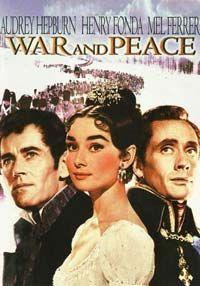 AUDREY HEPBURN HENRY FONDA MEL FERRER
WAR AND PEACE